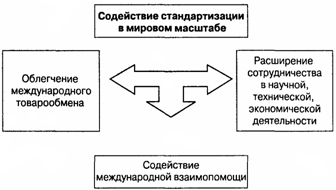 Содействие стандартизации
в мировом масштабе
Облегчение
международного
товарообмена
Расширение
сотрудничества
в научной,
технической,
экономической
деятельности
Содействие
международной взаимопомощи